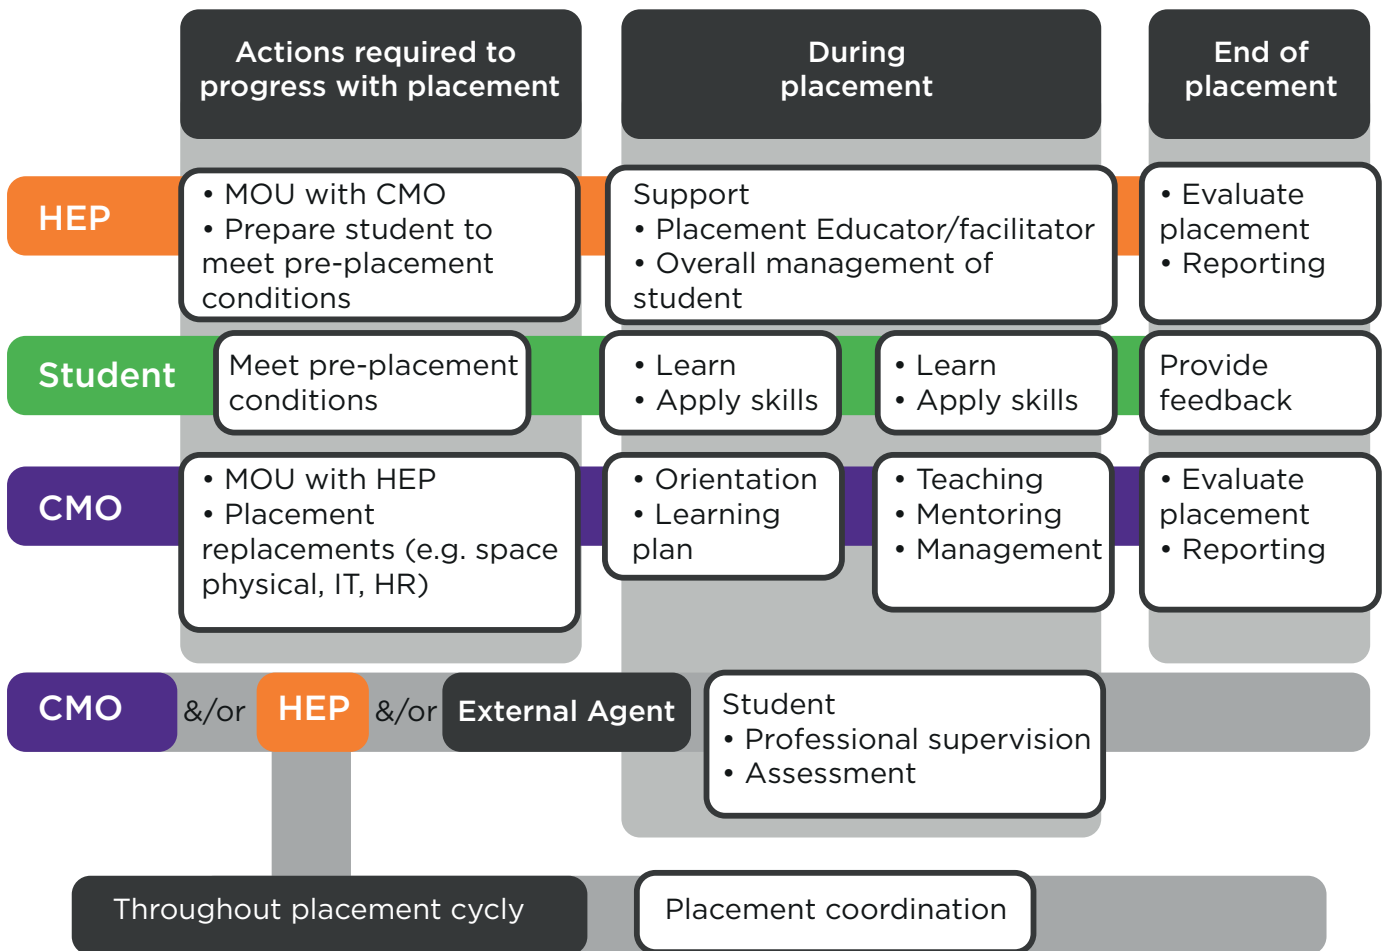 Actions required to
progress with placement
During
placement
End of
placement
HEP
• MOU with CMO
• Prepare student to
meet pre-placement
conditions
Support
• Placement Educator/facilitator
• Overall management of
student
• Evaluate
placement
• Reporting
Student
Meet pre-placement
conditions
• Learn
• Apply skills
• Learn
• Apply skills
Provide
feedback
CMO
• MOU with HEP
• Placement
replacements (e.g. space
physical, IT, HR)
• Orientation
• Learning
plan
• Teaching
• Mentoring
• Management
• Evaluate
placement
• Reporting
CMO &/or HEP &/or External Agent
Student
• Professional supervision
• Assessment
Throughout placement cycly
Placement coordination